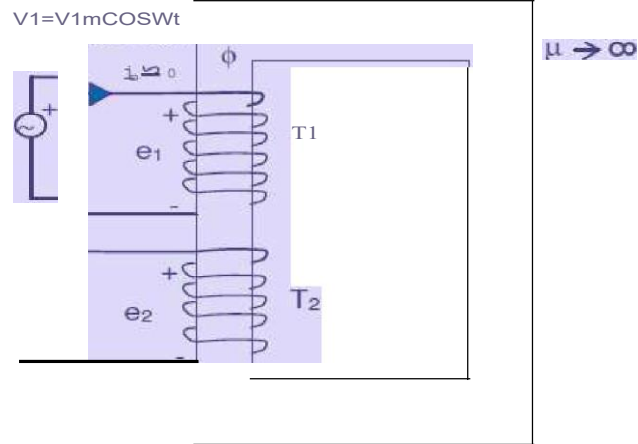 V1=V1mCOSWt
μ → ∞
ϕ
+
+
e₁
T1
-
+
e₂
T₂
-